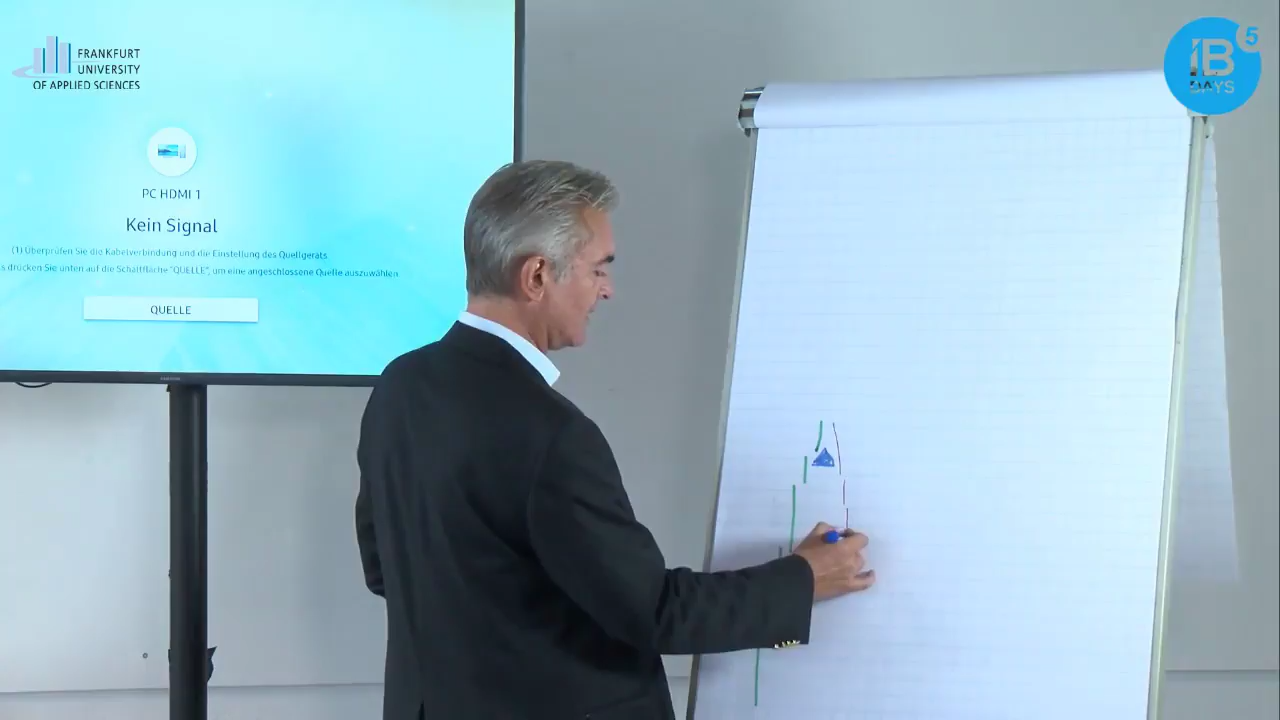 FRANKFURT
UNIVERSITY
OF APPLIED SCIENCES
PC HDMI 1
Kein Signal
(1) Überprüfen Sie die Kabelverbindung und die Einstellung des Quellgeräts.
s drücken Sie unten auf die Schaltfläche "QUELLE", um eine angeschlossene Quelle auszuwählen
QUELLE
SAMSUNG
iB 5
DAYS